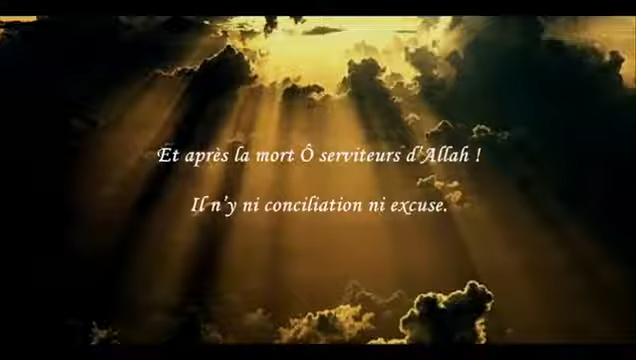 Et après la mort Ô serviteurs d'Allah !
Il n'y ni conciliation ni excuse.